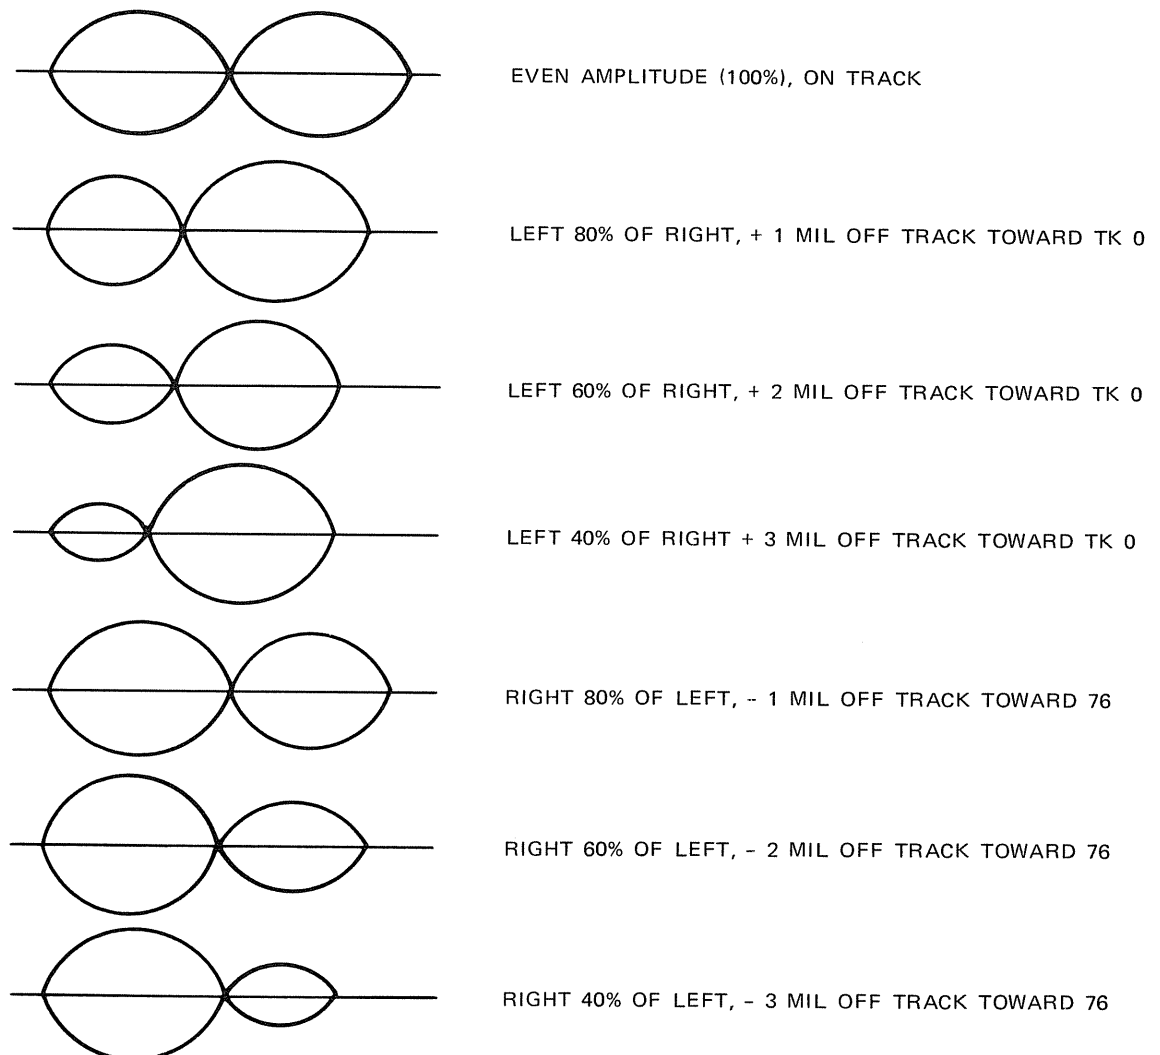 EVEN AMPLITUDE (100%), ON TRACK
LEFT 80% OF RIGHT, + 1 MIL OFF TRACK TOWARD TK 0
LEFT 60% OF RIGHT, + 2 MIL OFF TRACK TOWARD TK 0
LEFT 40% OF RIGHT + 3 MIL OFF TRACK TOWARD TK 0
RIGHT 80% OF LEFT, - 1 MIL OFF TRACK TOWARD 76
RIGHT 60% OF LEFT, - 2 MIL OFF TRACK TOWARD 76
RIGHT 40% OF LEFT, - 3 MIL OFF TRACK TOWARD 76